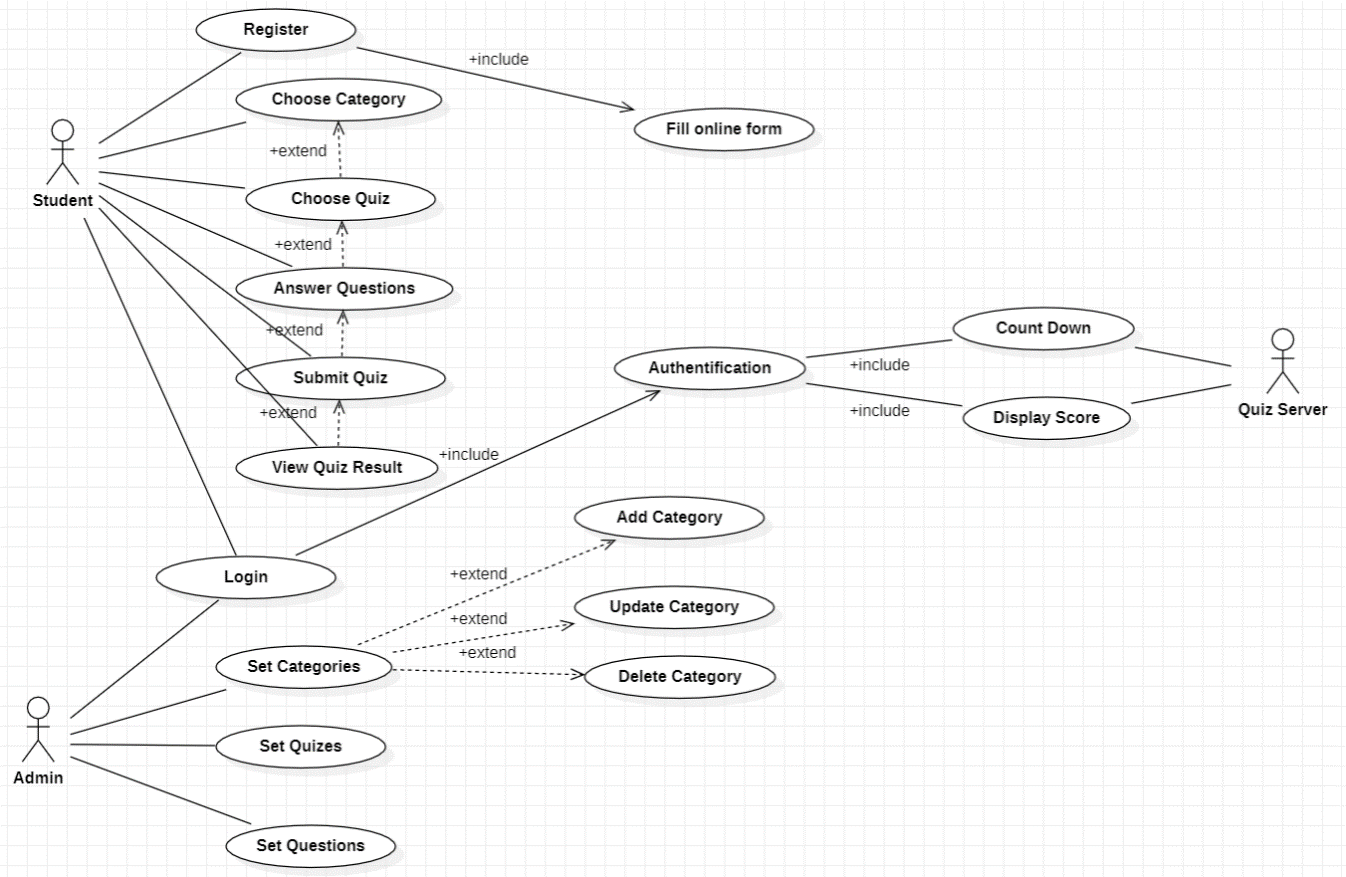 Register
+include
Choose Category
Fill online form
+extend
Student
Choose Quiz
+extend
Answer Questions
+extend
Submit Quiz
+extend
View Quiz Result
+include
Authentification
+include
+include
Count Down
Display Score
Quiz Server
Login
Add Category
+extend
Update Category
+extend
+extend
Set Categories
Delete Category
Admin
Set Quizes
Set Questions